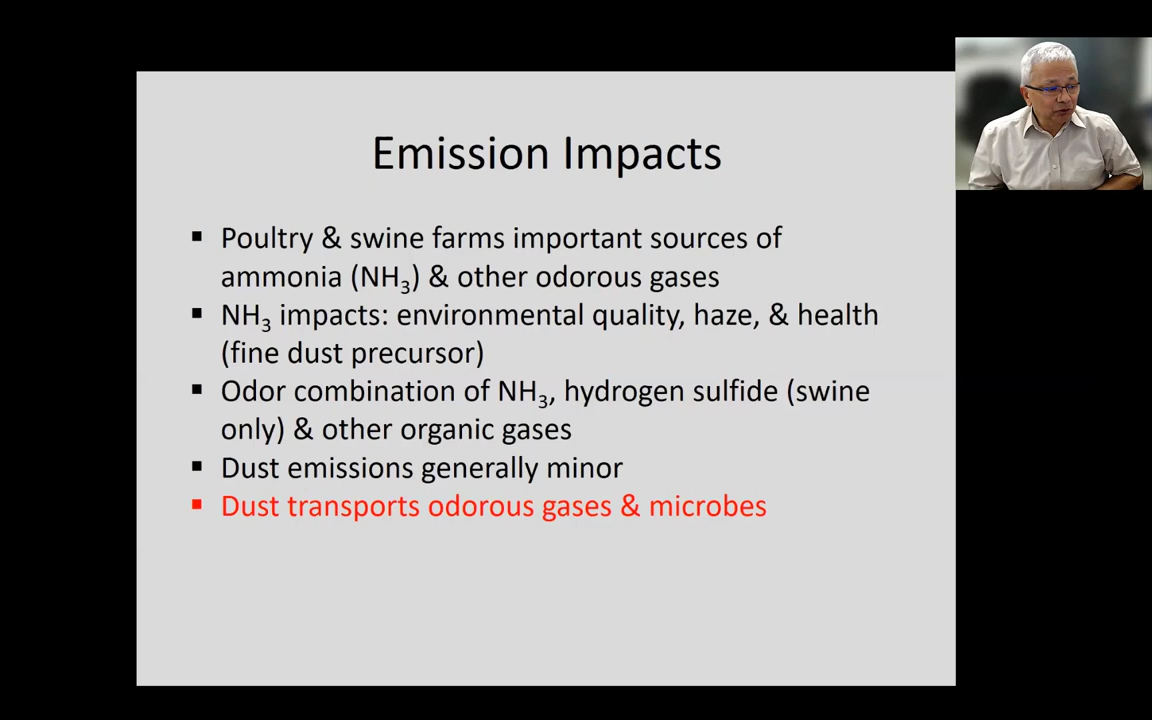 Emission Impacts
▪ Poultry & swine farms important sources of
ammonia (NH₃) & other odorous gases
▪ NH₃ impacts: environmental quality, haze, & health
(fine dust precursor)
▪ Odor combination of NH₃, hydrogen sulfide (swine
only) & other organic gases
▪ Dust emissions generally minor
▪ Dust transports odorous gases & microbes